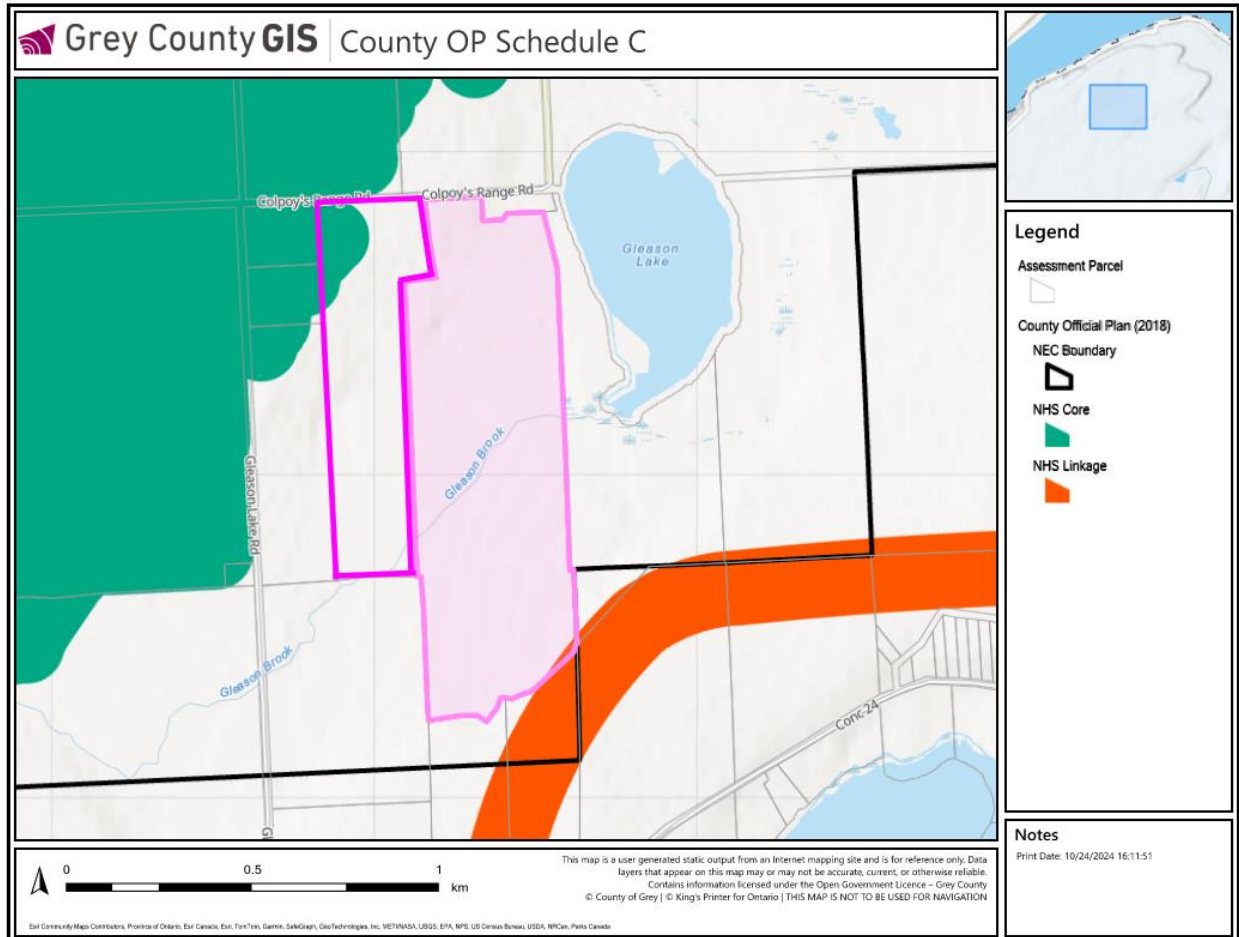 Grey County GIS County OP Schedule C
Colpoy's Range Rd
Colpoy's Range Rd
Gleason
Lake
Gleason Brook
Gleason Lake Rd
Gleason Brook
Conc 24
Gl
Legend
Assessment Parcel
County Official Plan (2018)
NEC Boundary
NHS Core
NHS Linkage
Notes
Print Date: 10/24/2024 16:11:51
0 0.5 1
km
This map is a user generated static output from an Internet mapping site and is for reference only. Data
layers that appear on this map may or may not be accurate, current, or otherwise reliable.
Contains information licensed under the Open Government Licence – Grey County
© County of Grey | © King's Printer for Ontario | THIS MAP IS NOT TO BE USED FOR NAVIGATION
Esri Community Maps Contributors, Province of Ontario, Esri Canada, Esri, TomTom, Garmin, SafeGraph, GeoTechnologies, Inc, METI/NASA, USGS, EPA, NPS, US Census Bureau, USDA, NRCan, Parks Canada